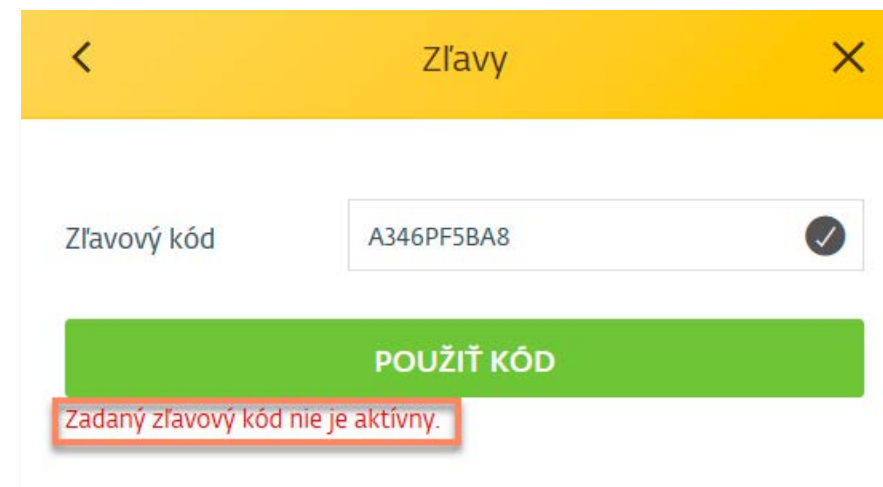 Zľavy
Zľavový kód
A346PF5BA8
POUŽIŤ KÓD
Zadaný zľavový kód nie je aktívny.